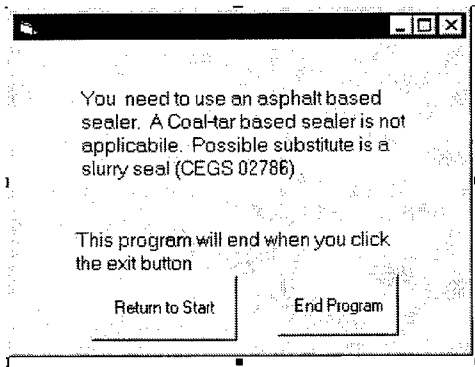 You need to use an asphalt based
sealer. A Coal-tar based sealer is not
applicabile. Possible substitute is a
slurry seal (CEGS 02786)
This program will end when you click
the exit button
Return to Start
End Program